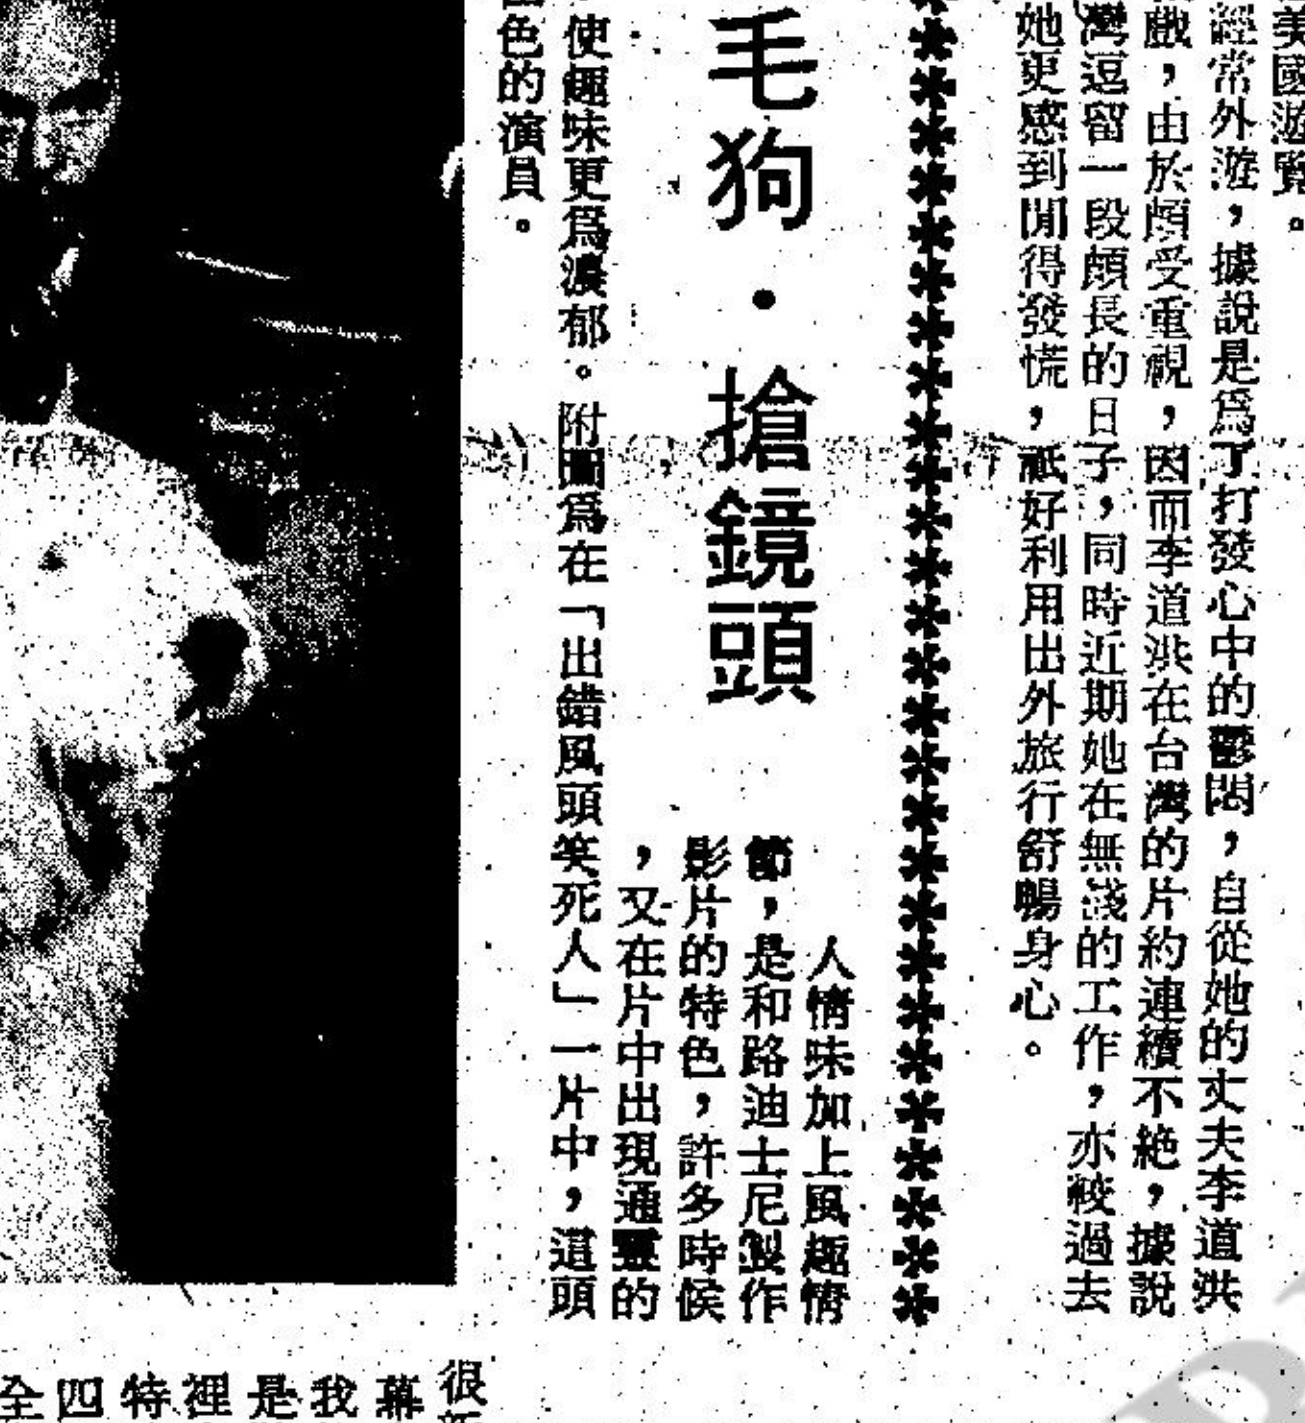 美國遊覽。
經常外遊，據說是爲了打發心中的鬱悶，自從她的丈夫李道洪
戲，由於頗受重視，因而李道洪在台灣的片約連續不絕，據說
灣逗留一段頗長的日子，同時近期她在無綫的工作，亦較過去
她更感到閒得發慌，祇好利用出外旅行舒暢身心。
毛狗·搶鏡頭
人情味加上風趣情
節，是和路迪士尼製作
影片的特色，許多時候
，又在片中出現通靈的
使趣味更爲濃郁。附圖爲在「出錯風頭笑死人」一片中，這頭
色的演員。
很
幕
我
是
裡
特
四
全